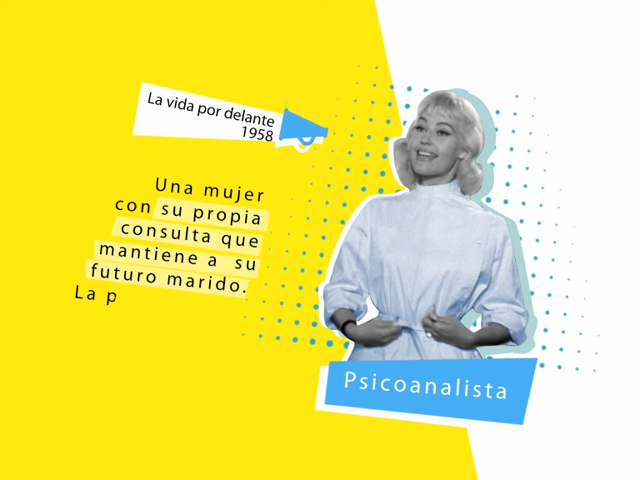 La vida por delante
1958
Una mujer
con su propia
consulta que
mantiene a su
futuro marido.
La p
Psicoanalista